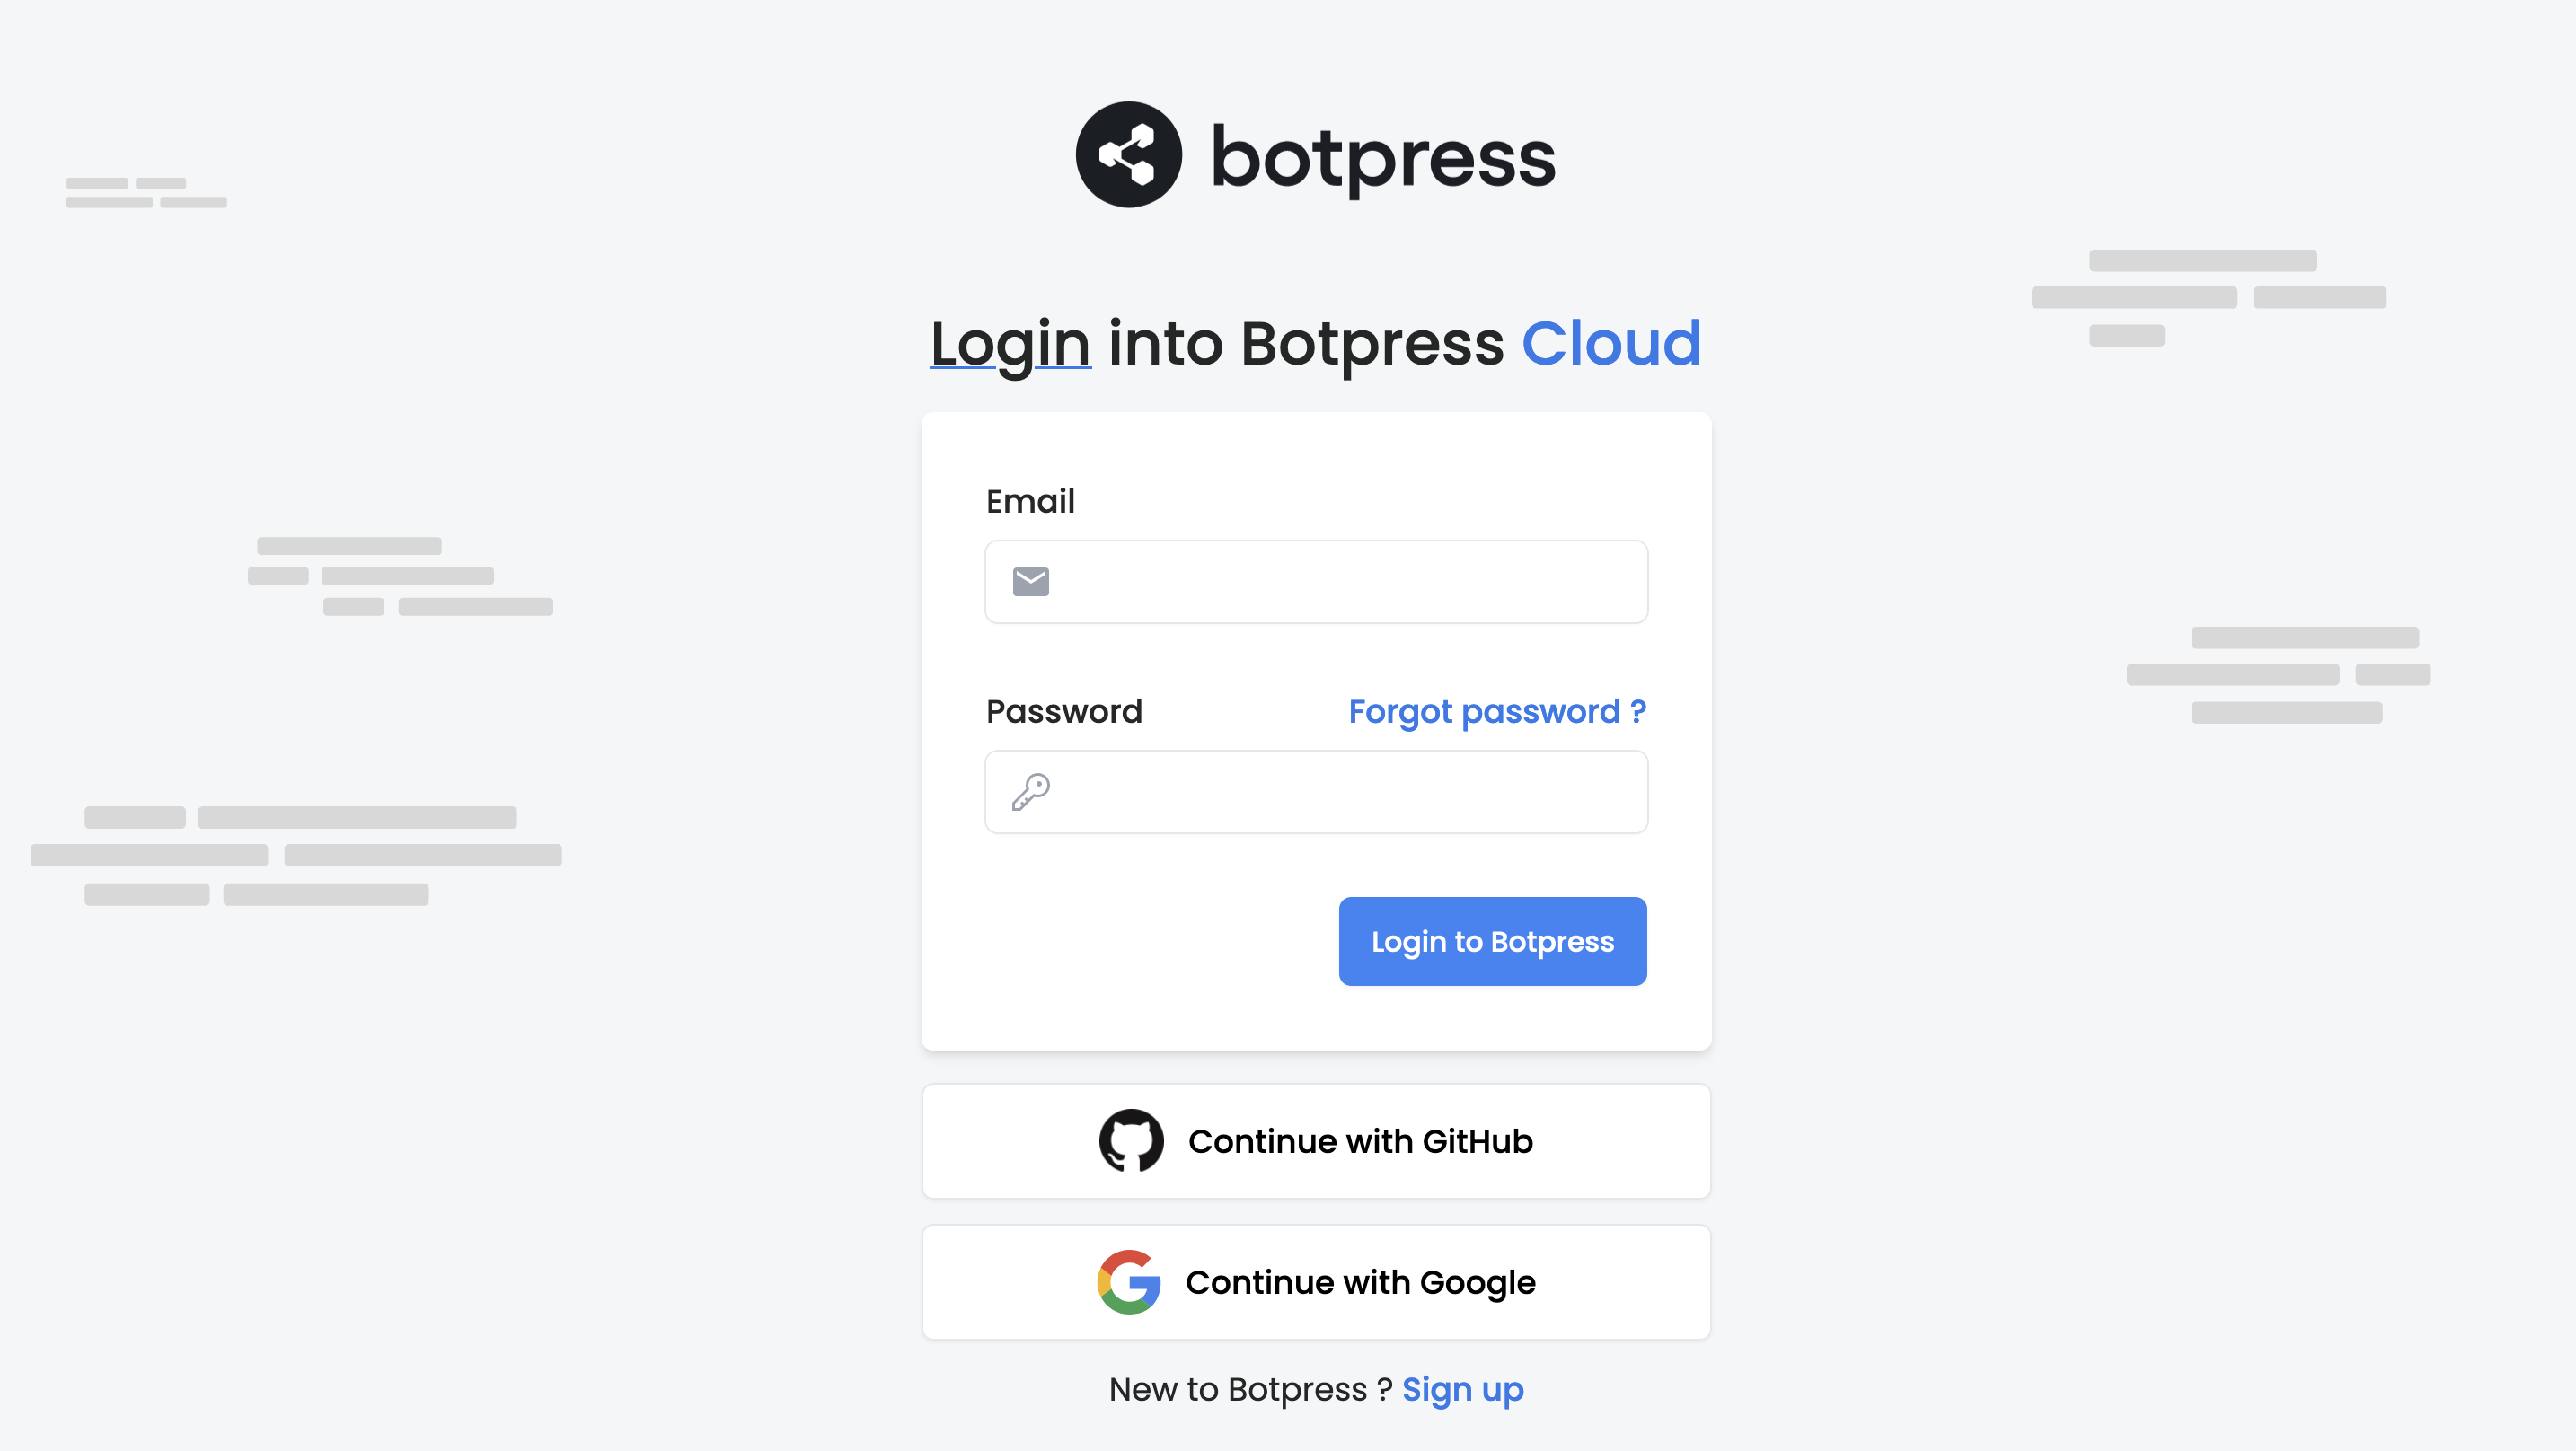 botpress
Login into Botpress Cloud
Email
Password
Forgot password ?
Login to Botpress
Continue with GitHub
Continue with Google
New to Botpress ? Sign up